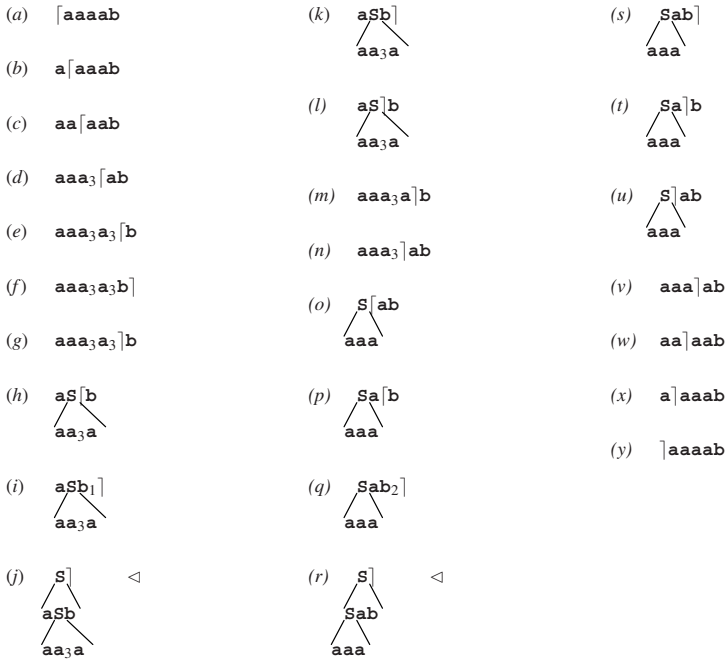 (a) ⌈aaaab
(b) a⌈aaab
(c) aa⌈aab
(d) aaa₃⌈ab
(e) aaa₃a₃⌈b
(f) aaa₃a₃b⌉
(g) aaa₃a₃⌉b
(h) aS⌈b
aa₃a
(i) aSb₁⌉
aa₃a
(j) S⌉ ◁
aSb
aa₃a
(k) aSb⌉
aa₃a
(l) aS⌉b
aa₃a
(m) aaa₃a⌉b
(n) aaa₃⌉ab
(o) S⌈ab
aaa
(p) Sa⌈b
aaa
(q) Sab₂⌉
aaa
(r) S⌉ ◁
Sab
aaa
(s) Sab⌉
aaa
(t) Sa⌉b
aaa
(u) S⌉ab
aaa
(v) aaa⌉ab
(w) aa⌉aab
(x) a⌉aaab
(y) ⌉aaaab